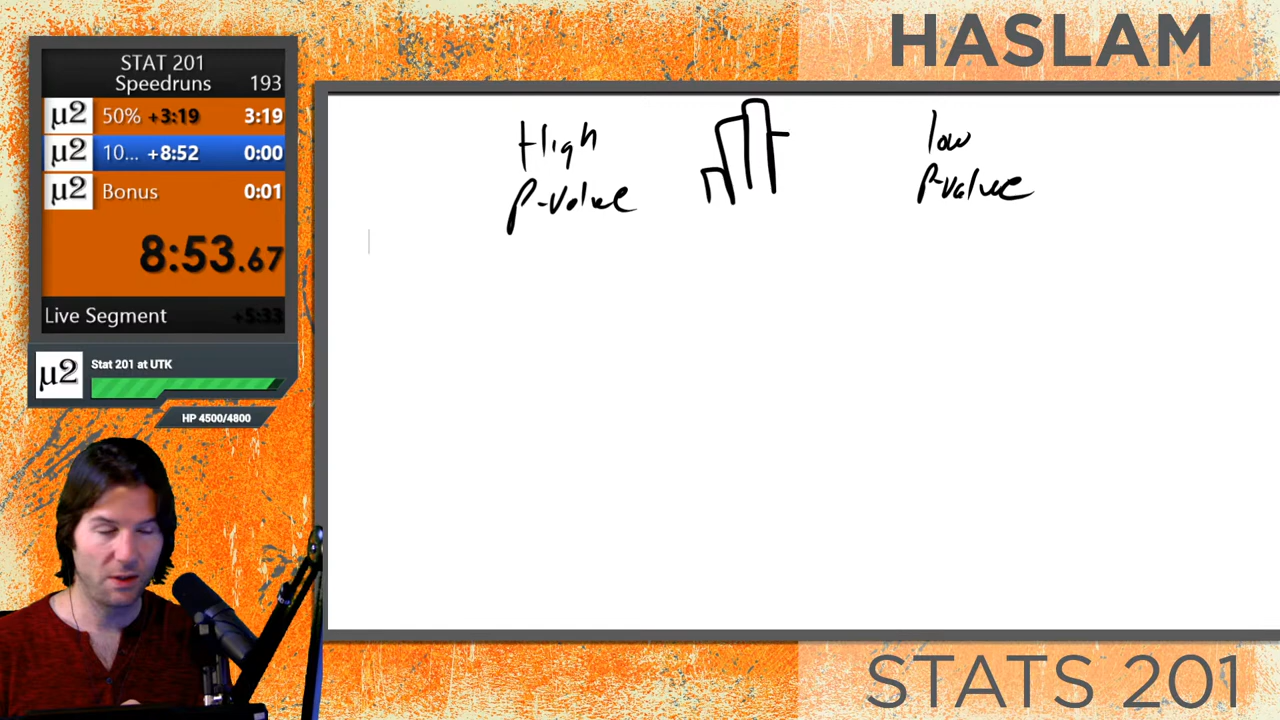 HASLAM
STAT 201
Speedruns 193
μ2 50% +3:19 3:19
μ2 10... +8:52 0:00
μ2 Bonus 0:01
8:53.67
Live Segment +5:33
μ2 Stat 201 at UTK
HP 4500/4800
High
P-value
low
P-value
STATS 201